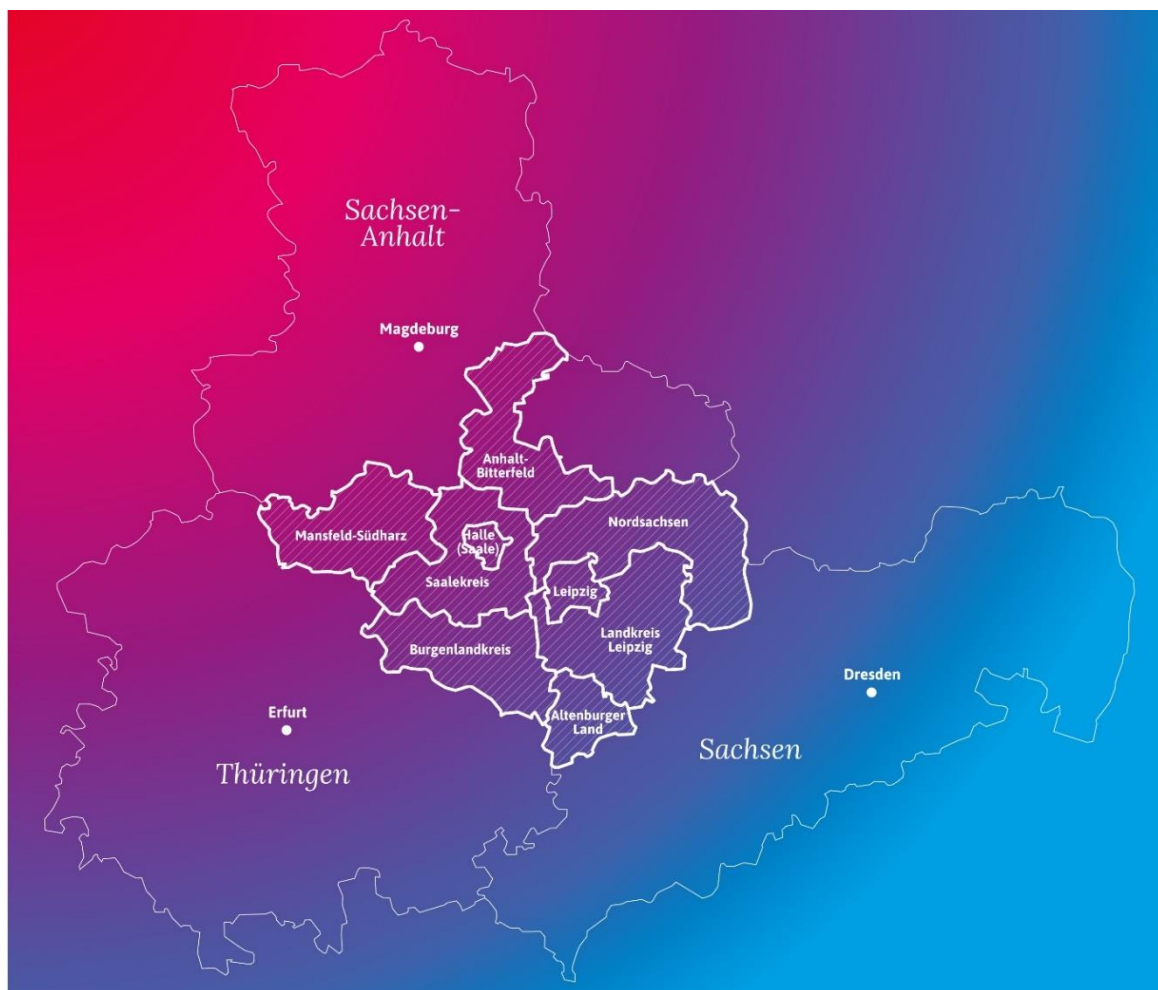 Sachsen-
Anhalt
Magdeburg
Anhalt-
Bitterfeld
Nordsachsen
Mansfeld-Südharz
Halle
(Saale)
Saalekreis
Leipzig
Landkreis
Leipzig
Burgenlandkreis
Dresden
Erfurt
Altenburger
Land
Sachsen
Thüringen